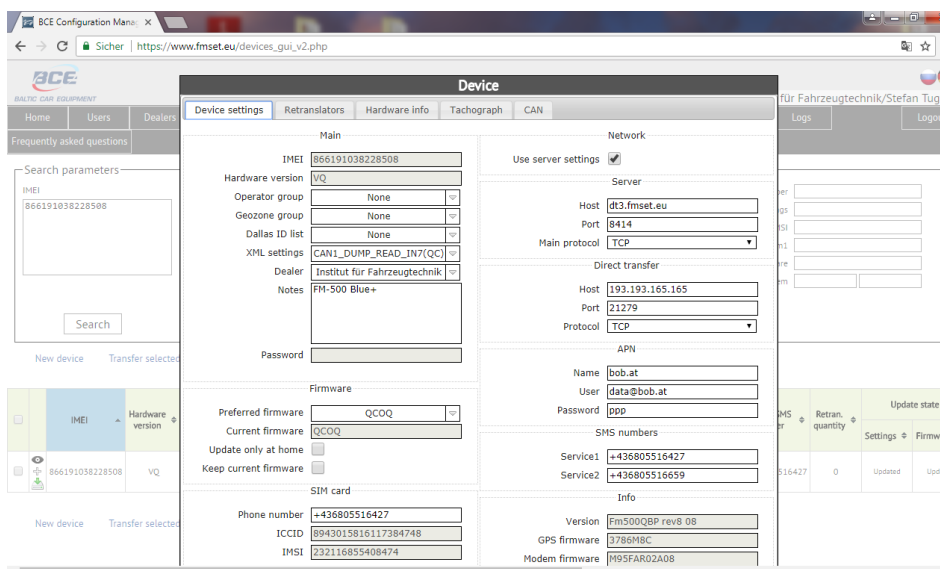 BCE Configuration Mana
Sicher | https://www.fmset.eu/devices_gui_v2.php
BCE
BALTIC CAR EQUIPMENT
für Fahrzeugtechnik/Stefan Tug
Home Users Dealers Logs Logou
Frequently asked questions
Search parameters
IMEI
866191038228508
Search
New device Transfer selected
Device
Device settings Retranslators Hardware info Tachograph CAN
Main
IMEI 866191038228508
Hardware version VQ
Operator group None
Geozone group None
Dallas ID list None
XML settings CAN1_DUMP_READ_IN7(QC)
Dealer Institut für Fahrzeugtechnik
Notes FM-500 Blue+
Password
Firmware
Preferred firmware QCOQ
Current firmware QCOQ
Update only at home
Keep current firmware
SIM card
Phone number +436805516427
ICCID 8943015816117384748
IMSI 232116855408474
Network
Use server settings
Server
Host dt3.fmset.eu
Port 8414
Main protocol TCP
Direct transfer
Host 193.193.165.165
Port 21279
Protocol TCP
APN
Name bob.at
User data@bob.at
Password ppp
SMS numbers
Service1 +436805516427
Service2 +436805516659
Info
Version Fm500QBP rev8 08
GPS firmware 3786M8C
Modem firmware M95FAR02A08
IMEI Hardware version
SMS Retran. quantity Update state
Settings Firmw
866191038228508 VQ
516427 0 Updated Upd
New device Transfer selected